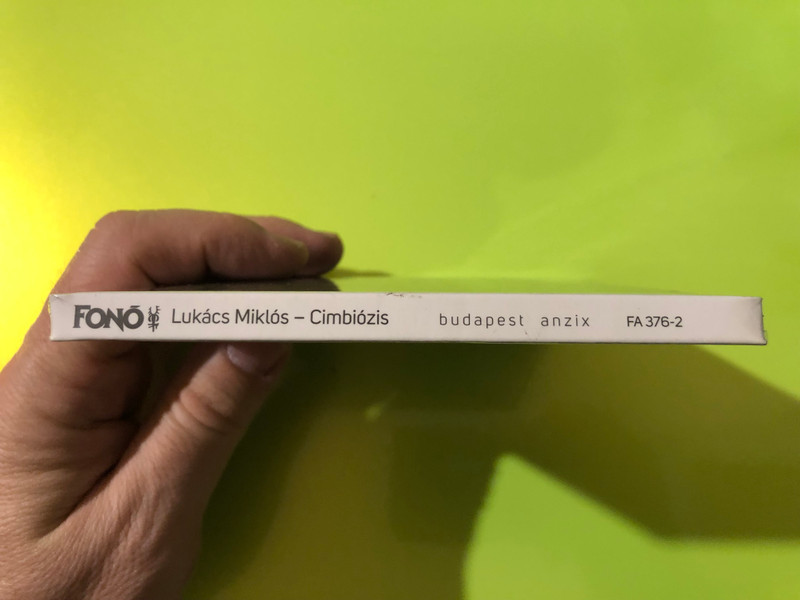 FONÓ Lukács Miklós – Cimbiózis budapest anzix FA 376-2